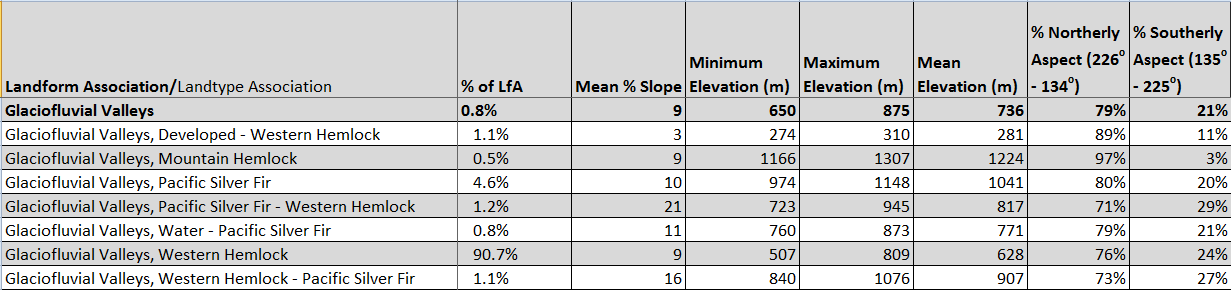 Landform Association/Landtype Association	% of LfA	Mean % Slope	Minimum Elevation (m)	Maximum Elevation (m)	Mean Elevation (m)	% Northerly Aspect (226° - 134°)	% Southerly Aspect (135° - 225°)
Glaciofluvial Valleys	0.8%	9	650	875	736	79%	21%
Glaciofluvial Valleys, Developed - Western Hemlock	1.1%	3	274	310	281	89%	11%
Glaciofluvial Valleys, Mountain Hemlock	0.5%	9	1166	1307	1224	97%	3%
Glaciofluvial Valleys, Pacific Silver Fir	4.6%	10	974	1148	1041	80%	20%
Glaciofluvial Valleys, Pacific Silver Fir - Western Hemlock	1.2%	21	723	945	817	71%	29%
Glaciofluvial Valleys, Water - Pacific Silver Fir	0.8%	11	760	873	771	79%	21%
Glaciofluvial Valleys, Western Hemlock	90.7%	9	507	809	628	76%	24%
Glaciofluvial Valleys, Western Hemlock - Pacific Silver Fir	1.1%	16	840	1076	907	73%	27%